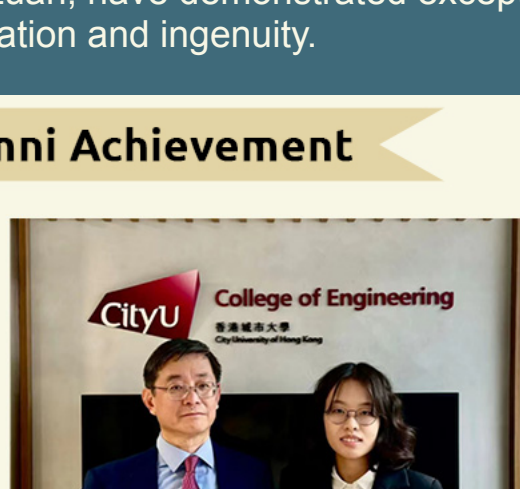 ation and ingenuity.
nni Achievement
CityU
College of Engineering
香港城市大學
City University of Hong Kong